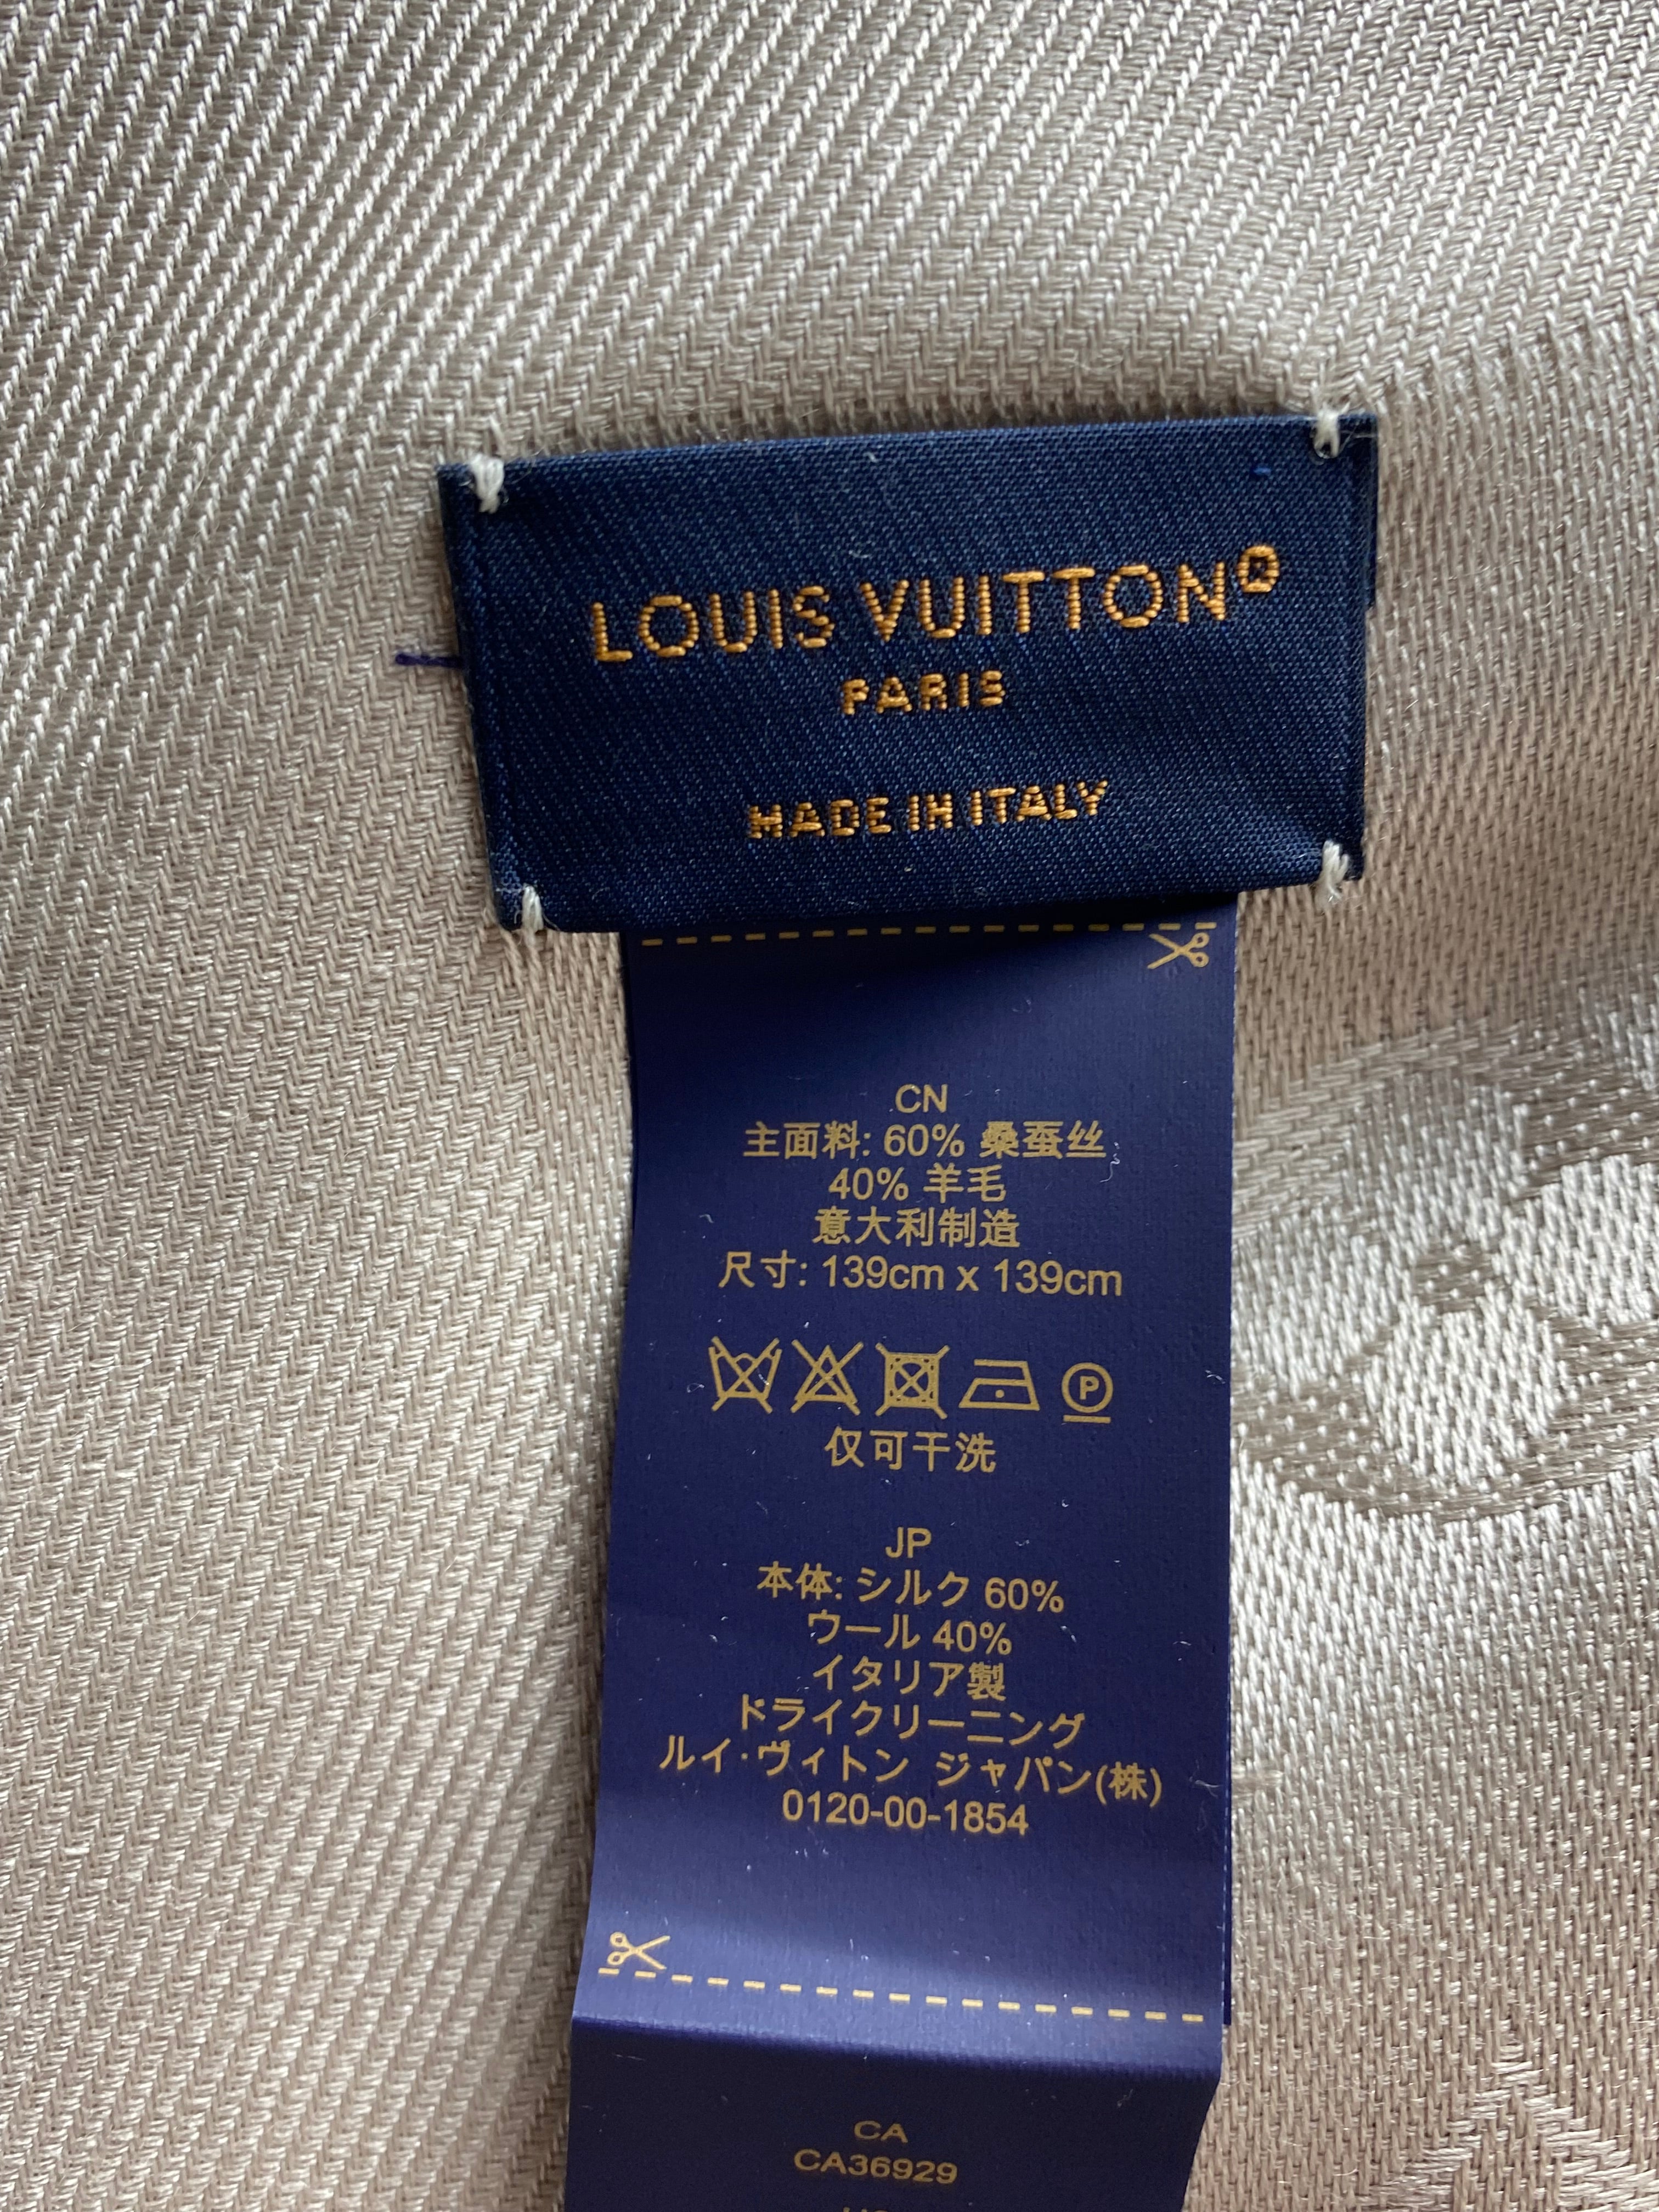 LOUIS VUITTON®
PARIS
MADE IN ITALY
CN
主面料: 60% 桑蚕丝
40% 羊毛
意大利制造
尺寸: 139cm x 139cm
P
仅可干洗
JP
本体: シルク 60%
ウール 40%
イタリア製
ドライクリーニング
ルイ·ヴィトン ジャパン(株)
0120-00-1854
CA
CA36929